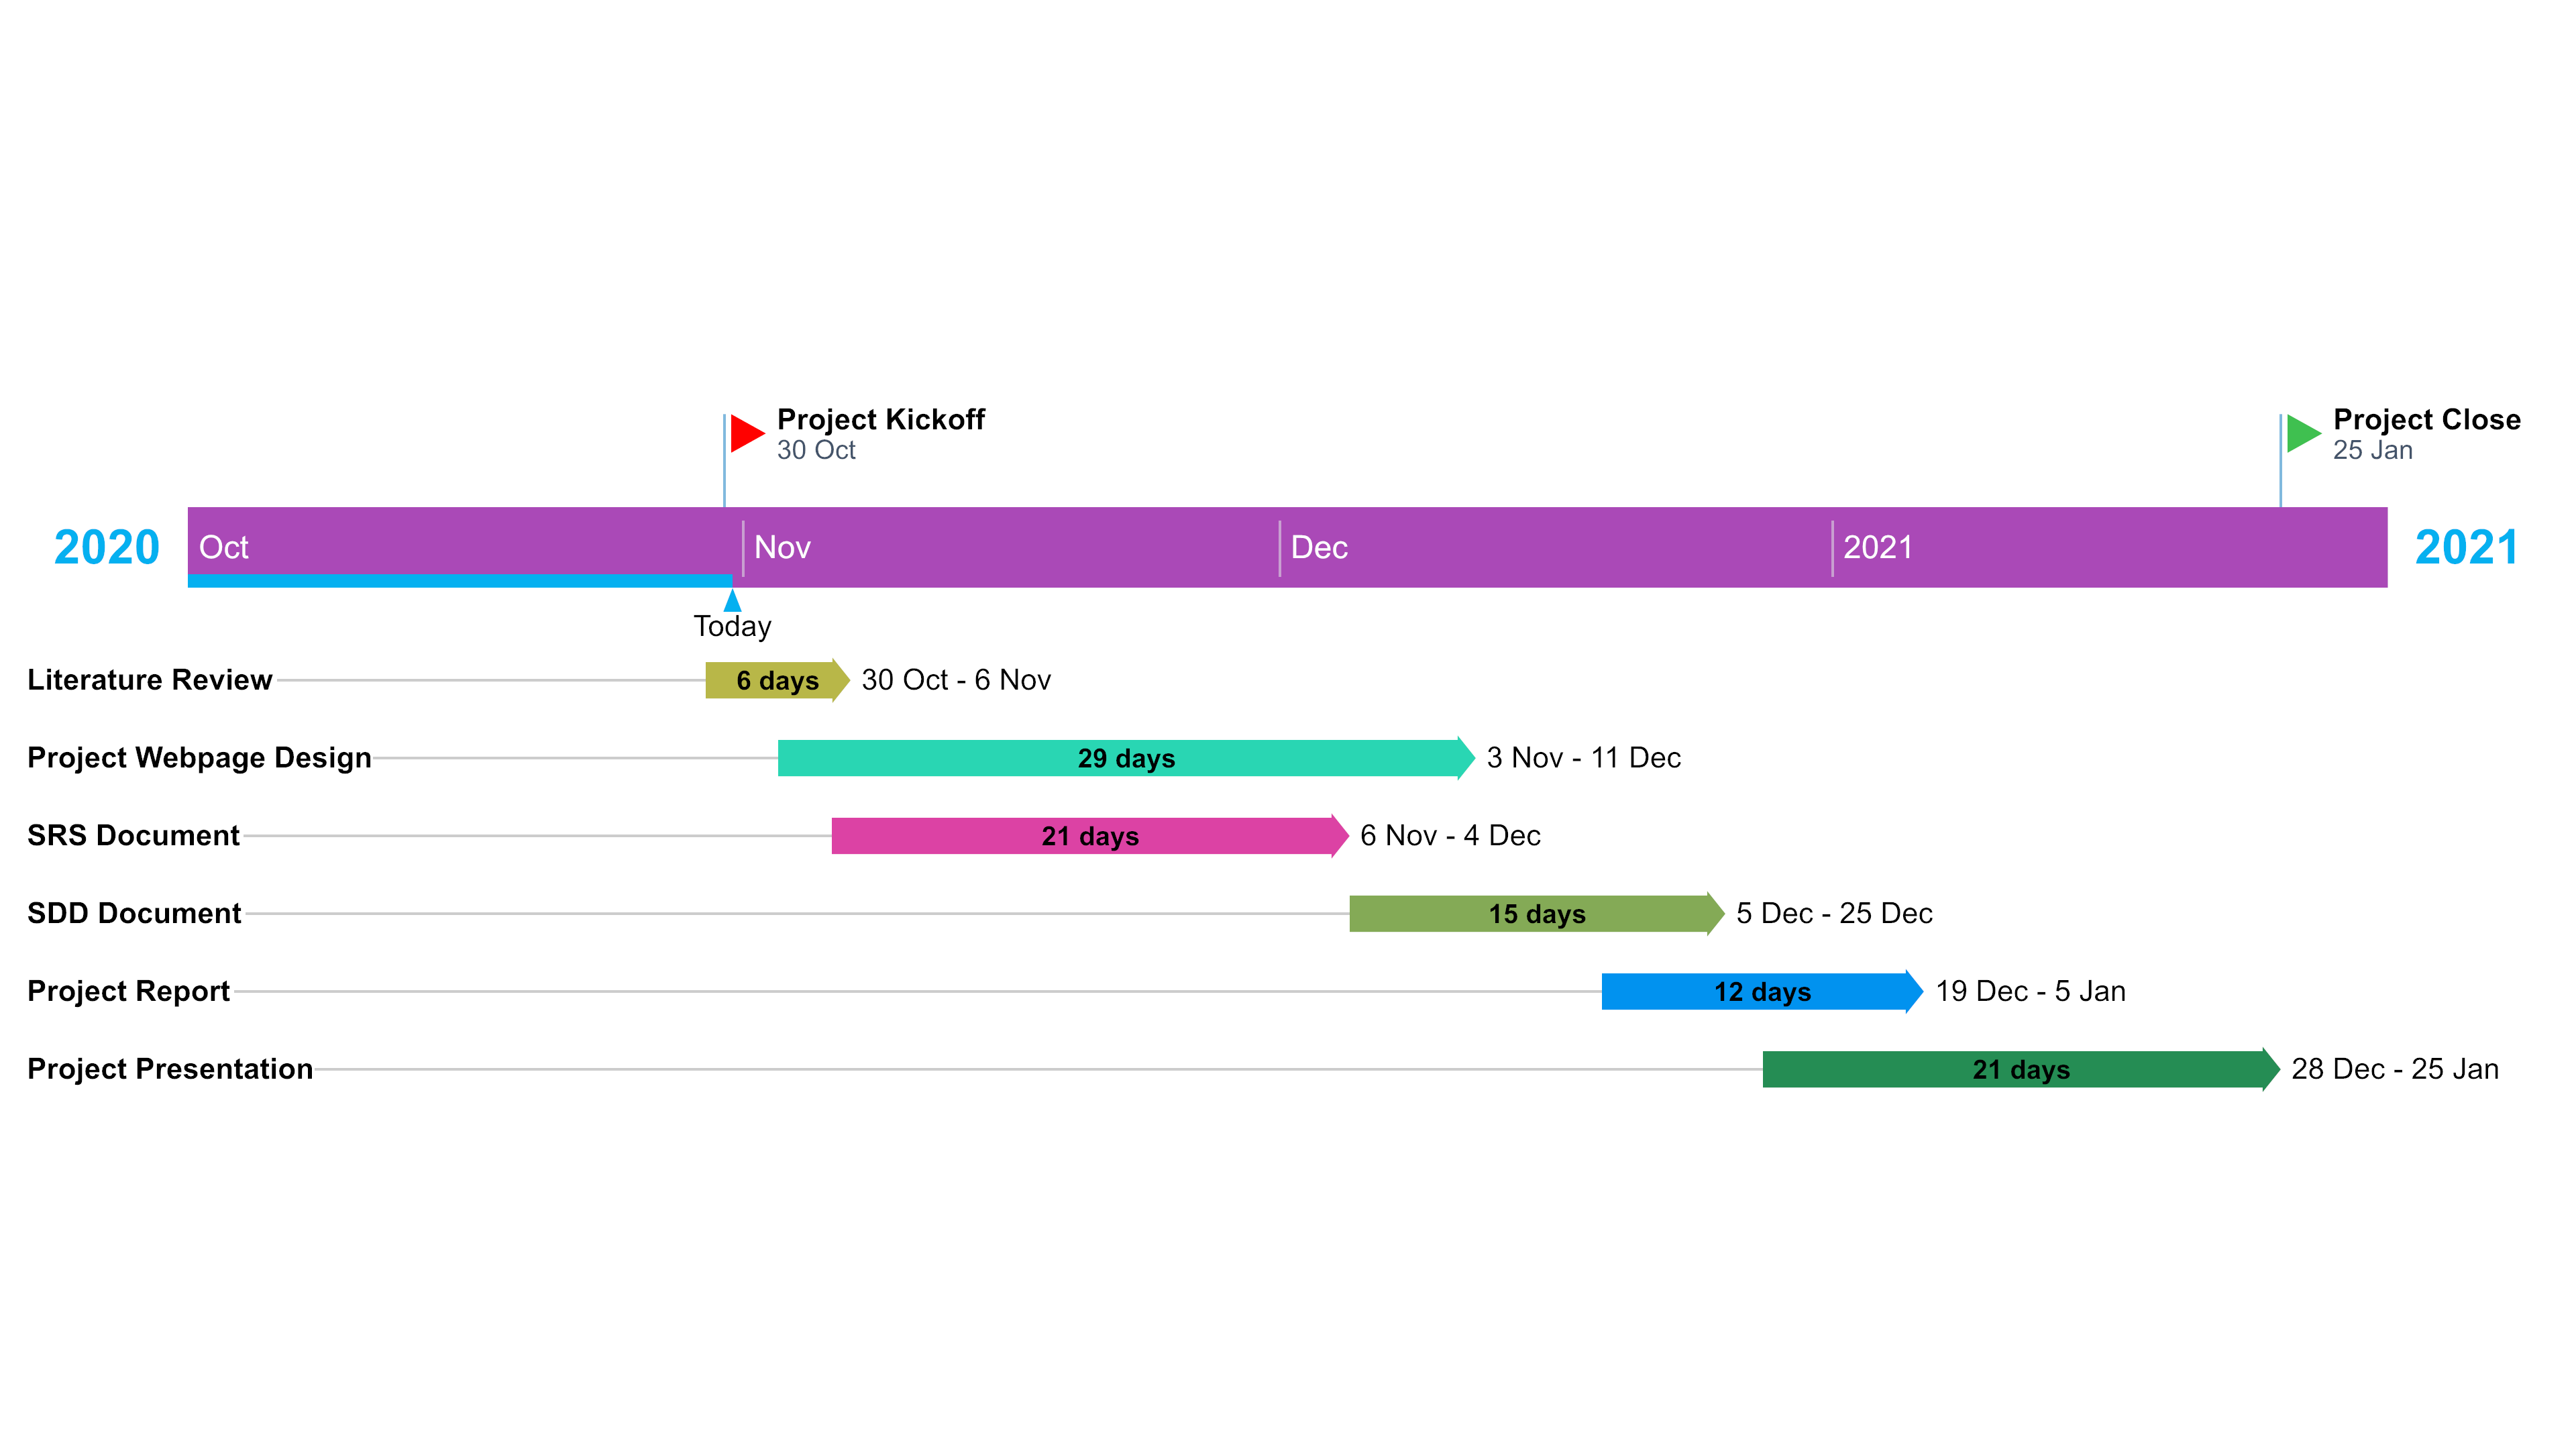 Project Kickoff
30 Oct
Project Close
25 Jan
2020
Oct
Nov
Dec
2021
2021
Today
Literature Review 6 days 30 Oct - 6 Nov
Project Webpage Design 29 days 3 Nov - 11 Dec
SRS Document 21 days 6 Nov - 4 Dec
SDD Document 15 days 5 Dec - 25 Dec
Project Report 12 days 19 Dec - 5 Jan
Project Presentation 21 days 28 Dec - 25 Jan